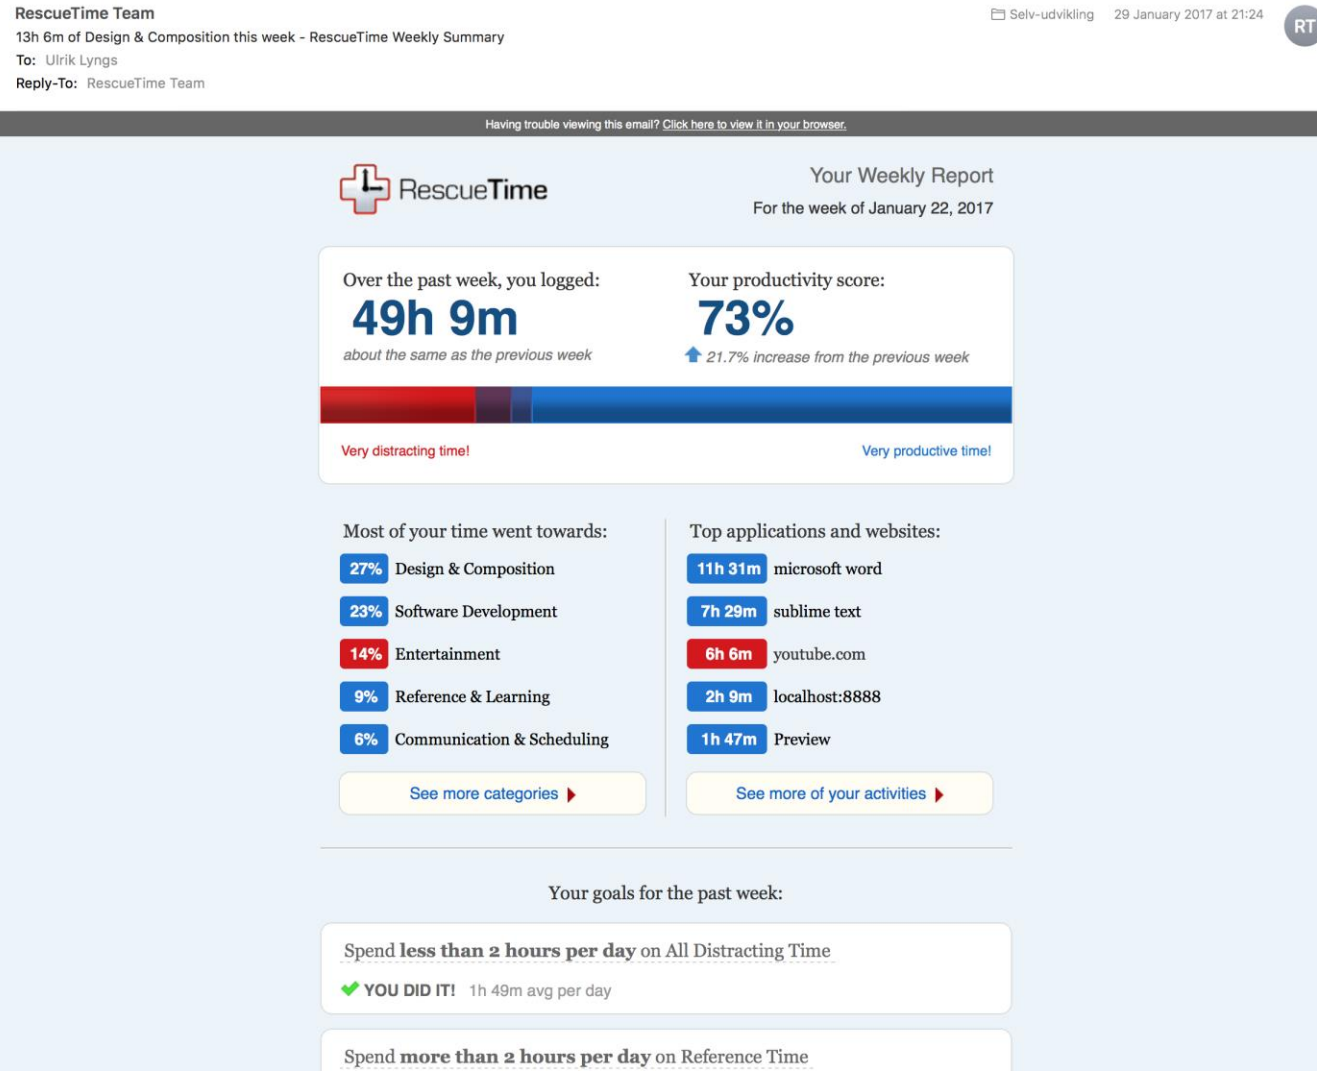 RescueTime Team
Selv-udvikling 29 January 2017 at 21:24
RT
13h 6m of Design & Composition this week - RescueTime Weekly Summary
To: Ulrik Lyngs
Reply-To: RescueTime Team
Having trouble viewing this email? Click here to view it in your browser.
RescueTime
Your Weekly Report
For the week of January 22, 2017
Over the past week, you logged:
49h 9m
about the same as the previous week
Your productivity score:
73%
21.7% increase from the previous week
Very distracting time!
Very productive time!
Most of your time went towards:
27% Design & Composition
23% Software Development
14% Entertainment
9% Reference & Learning
6% Communication & Scheduling
See more categories
Top applications and websites:
11h 31m microsoft word
7h 29m sublime text
6h 6m youtube.com
2h 9m localhost:8888
1h 47m Preview
See more of your activities
Your goals for the past week:
Spend less than 2 hours per day on All Distracting Time
YOU DID IT! 1h 49m avg per day
Spend more than 2 hours per day on Reference Time